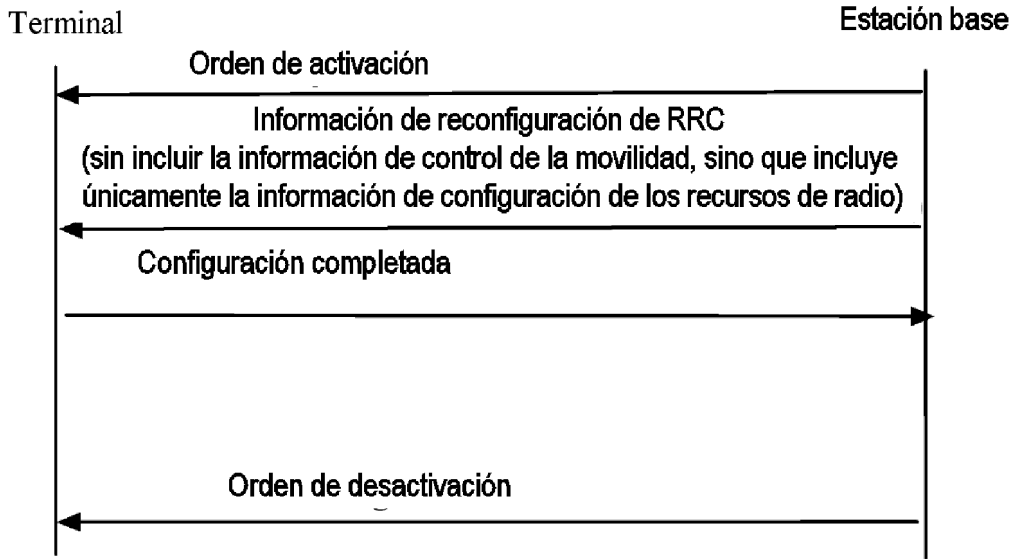 Terminal
Estación base
Orden de activación
Información de reconfiguración de RRC
(sin incluir la información de control de la movilidad, sino que incluye
únicamente la información de configuración de los recursos de radio)
Configuración completada
Orden de desactivación